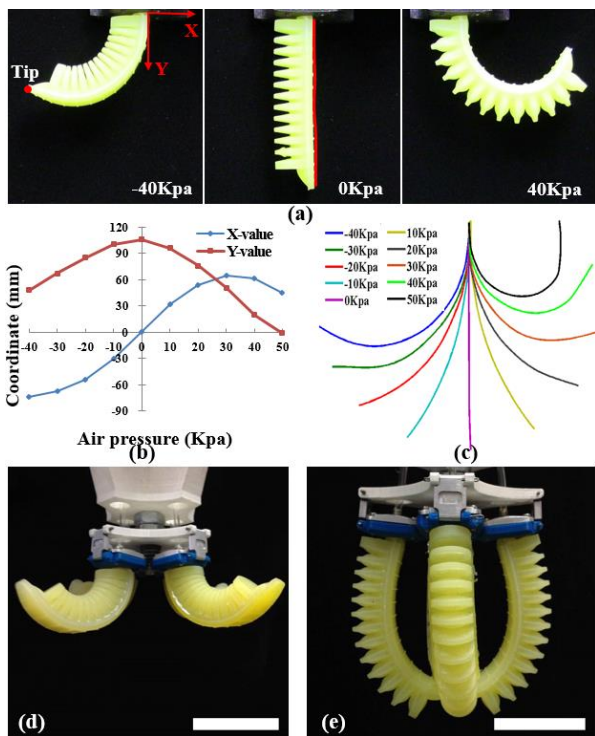 X
Y
Tip
-40Kpa
0Kpa
40Kpa
(a)
120
90
60
30
0
-30
-60
-90
-40 -30 -20 -10 0 10 20 30 40 50
X-value
Y-value
Coordinate (mm)
Air pressure (Kpa)
(b)
-40Kpa
-30Kpa
-20Kpa
-10Kpa
0Kpa
10Kpa
20Kpa
30Kpa
40Kpa
50Kpa
(c)
(d)
(e)